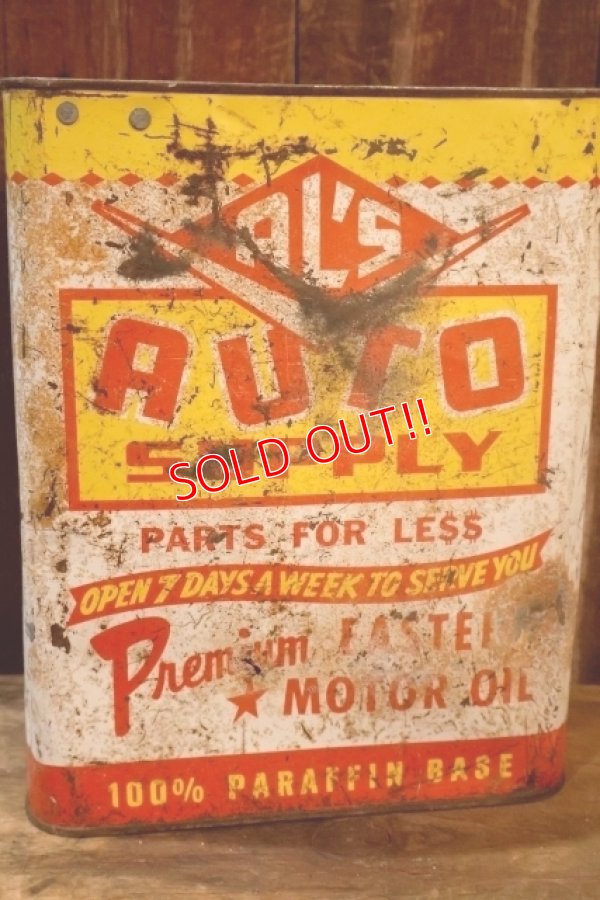 AL'S
AUTO
SUPPLY
SOLD OUT!!
PARTS FOR LE$$
OPEN 7 DAYS A WEEK TO SERVE YOU
Premium EASTERN
★ MOTOR OIL
100% PARAFFIN BASE